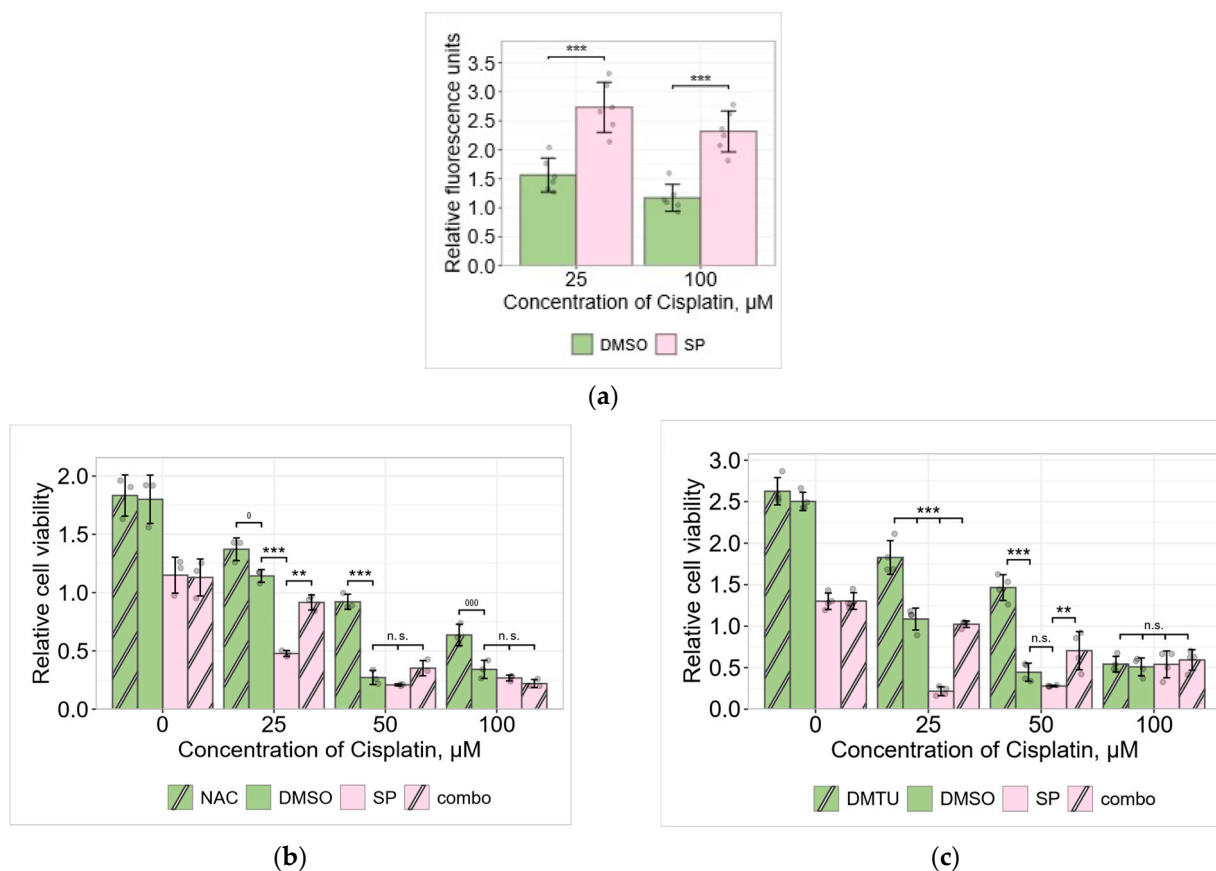 Relative fluorescence units
3.5
3.0
2.5
2.0
1.5
1.0
0.5
0.0
***
***
25 100
Concentration of Cisplatin, µM
DMSO SP
(a)
Relative cell viability
2.0
1.5
1.0
0.5
0.0
0
***
**
***
n.s.
000
n.s.
0 25 50 100
Concentration of Cisplatin, µM
NAC DMSO SP combo
(b)
Relative cell viability
3.0
2.5
2.0
1.5
1.0
0.5
0.0
***
***
n.s.
**
n.s.
0 25 50 100
Concentration of Cisplatin, µM
DMTU DMSO SP combo
(c)